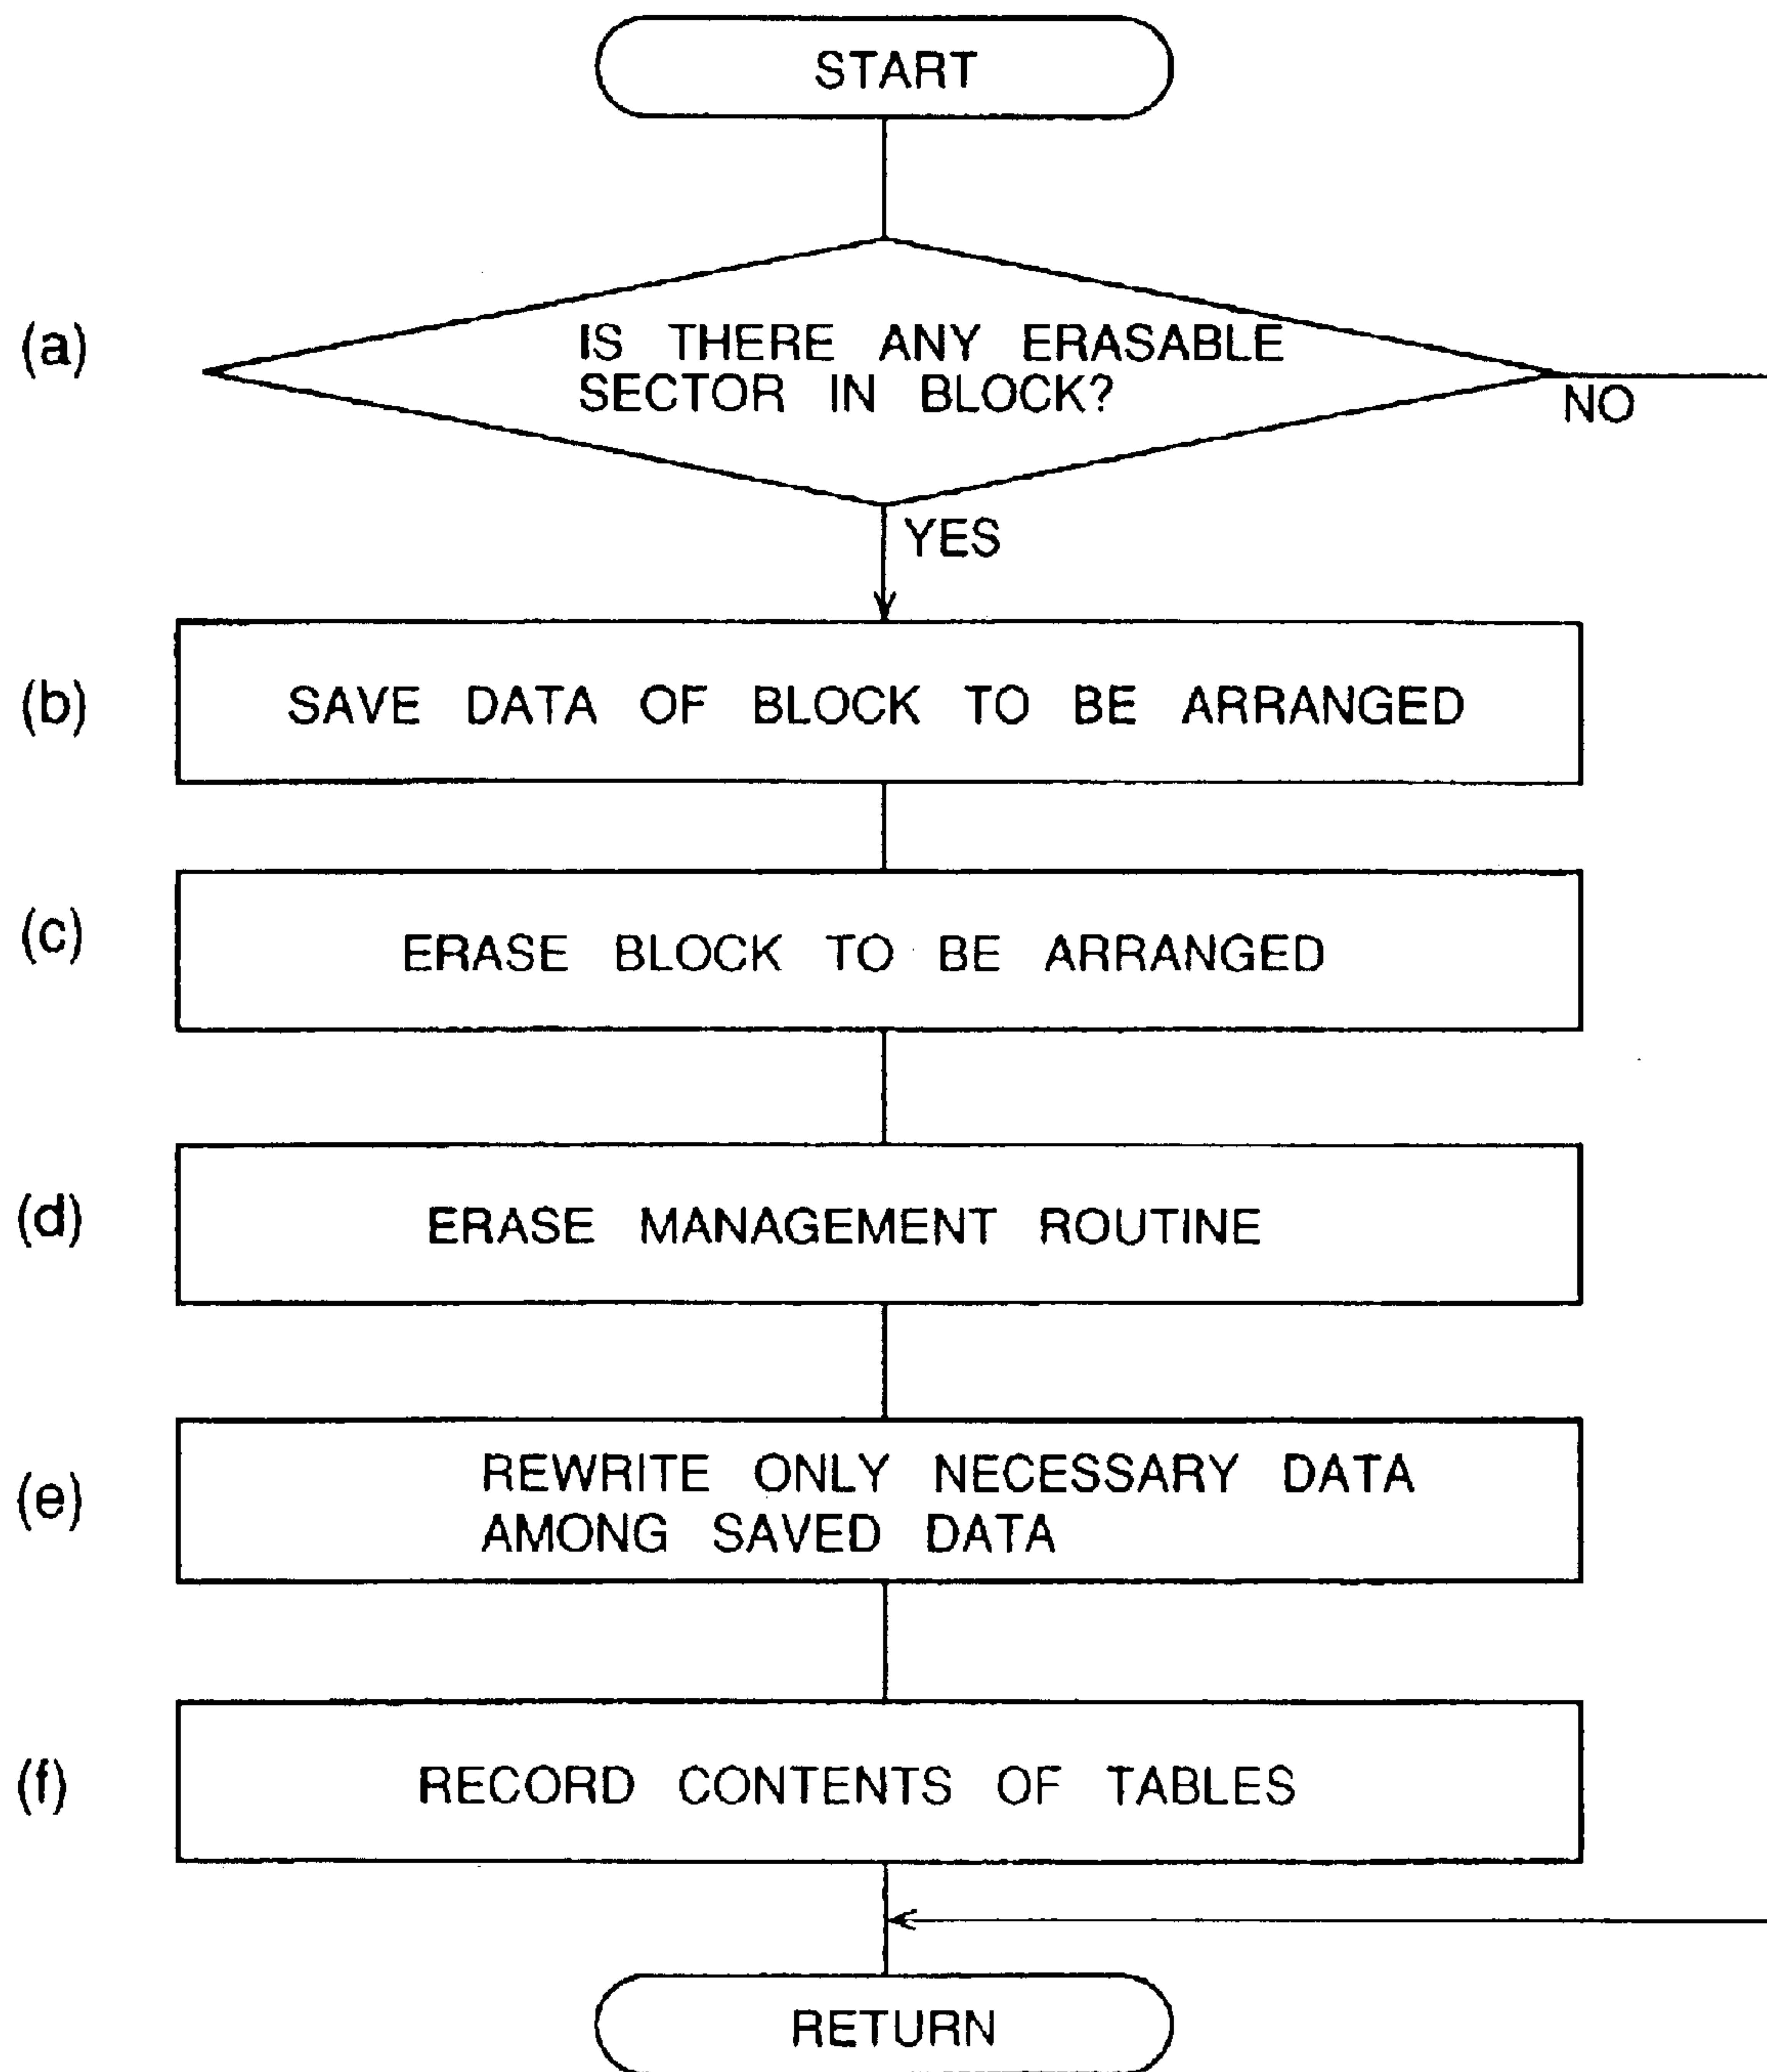 START
(a)
IS THERE ANY ERASABLE
SECTOR IN BLOCK?
NO
YES
(b)
SAVE DATA OF BLOCK TO BE ARRANGED
(c)
ERASE BLOCK TO BE ARRANGED
(d)
ERASE MANAGEMENT ROUTINE
(e)
REWRITE ONLY NECESSARY DATA
AMONG SAVED DATA
(f)
RECORD CONTENTS OF TABLES
RETURN